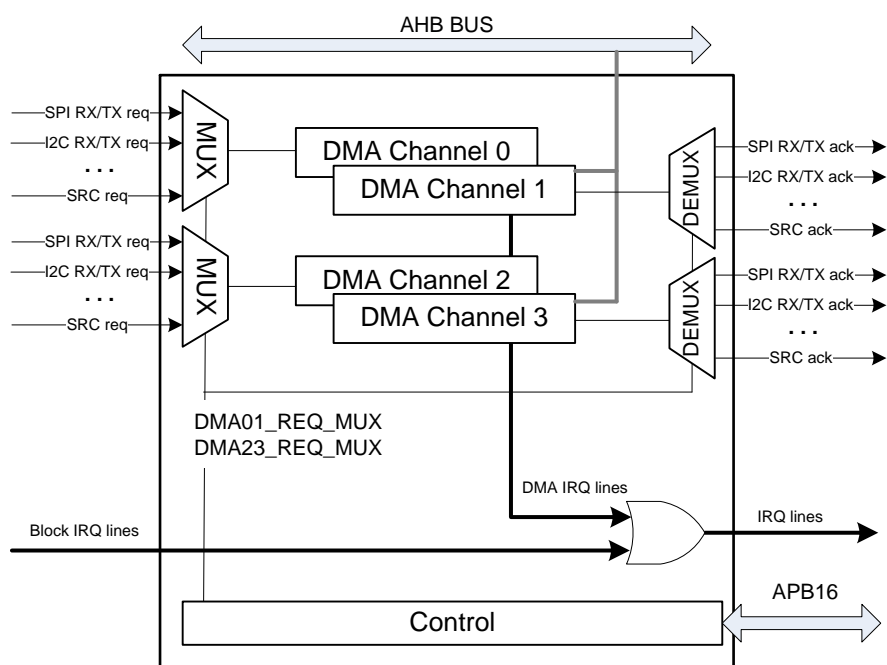 AHB BUS
SPI RX/TX req
I2C RX/TX req
...
SRC req
MUX
DMA Channel 0
DMA Channel 1
DEMUX
SPI RX/TX ack
I2C RX/TX ack
...
SRC ack
SPI RX/TX req
I2C RX/TX req
...
SRC req
MUX
DMA Channel 2
DMA Channel 3
DEMUX
SPI RX/TX ack
I2C RX/TX ack
...
SRC ack
DMA01_REQ_MUX
DMA23_REQ_MUX
DMA IRQ lines
Block IRQ lines
IRQ lines
APB16
Control